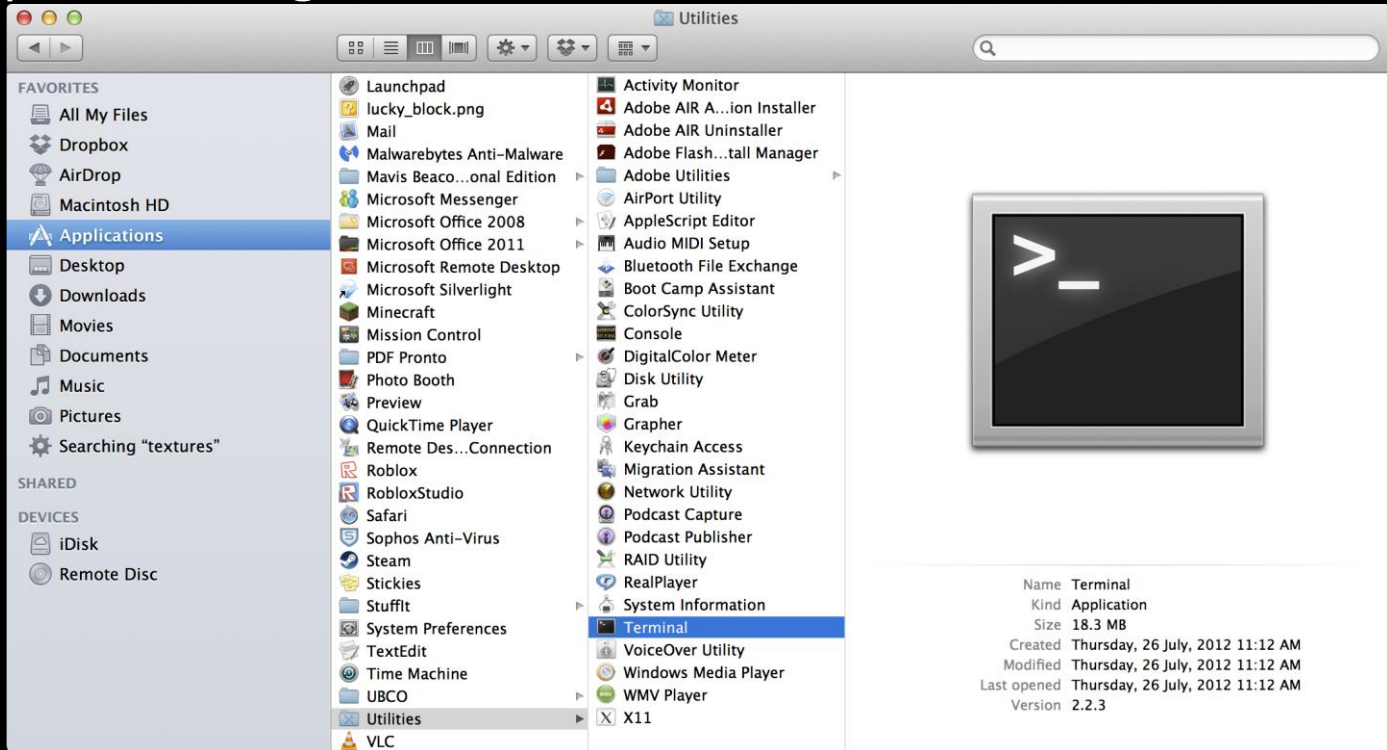 Utilities
FAVORITES
All My Files
Dropbox
AirDrop
Macintosh HD
Applications
Desktop
Downloads
Movies
Documents
Music
Pictures
Searching “textures”
SHARED
DEVICES
iDisk
Remote Disc
Launchpad
lucky_block.png
Mail
Malwarebytes Anti-Malware
Mavis Beaco...onal Edition
Microsoft Messenger
Microsoft Office 2008
Microsoft Office 2011
Microsoft Remote Desktop
Microsoft Silverlight
Minecraft
Mission Control
PDF Pronto
Photo Booth
Preview
QuickTime Player
Remote Des...Connection
Roblox
RobloxStudio
Safari
Sophos Anti-Virus
Steam
Stickies
StuffIt
System Preferences
TextEdit
Time Machine
UBCO
Utilities
VLC
Activity Monitor
Adobe AIR A...ion Installer
Adobe AIR Uninstaller
Adobe Flash...tall Manager
Adobe Utilities
AirPort Utility
AppleScript Editor
Audio MIDI Setup
Bluetooth File Exchange
Boot Camp Assistant
ColorSync Utility
Console
DigitalColor Meter
Disk Utility
Grab
Grapher
Keychain Access
Migration Assistant
Network Utility
Podcast Capture
Podcast Publisher
RAID Utility
RealPlayer
System Information
Terminal
VoiceOver Utility
Windows Media Player
WMV Player
X11
>_
Name Terminal
Kind Application
Size 18.3 MB
Created Thursday, 26 July, 2012 11:12 AM
Modified Thursday, 26 July, 2012 11:12 AM
Last opened Thursday, 26 July, 2012 11:12 AM
Version 2.2.3